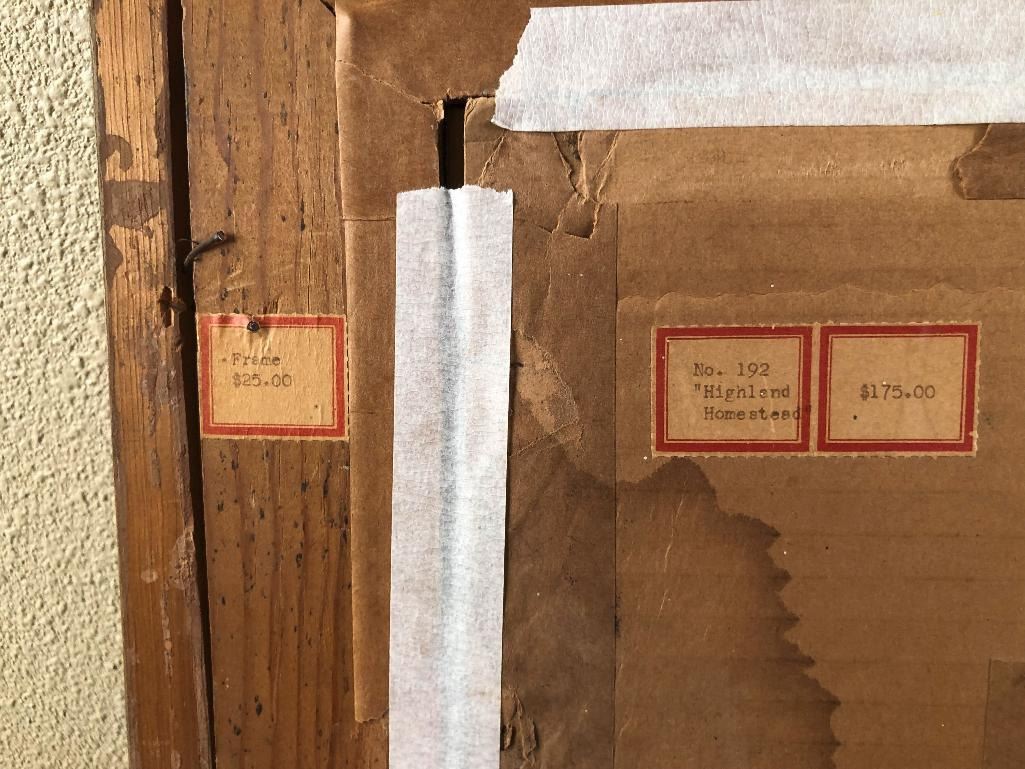 Frame
$25.00
No. 192
"Highland
Homestead"
$175.00